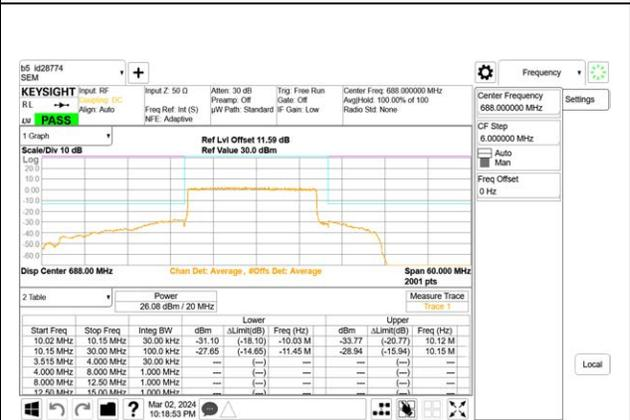 b5 id28774
SEM
Frequency
KEYSIGHT
RL
PASS
Input: RF
Coupling: DC
Align: Auto
Input Z: 50 Ω
Freq Ref: Int (S)
NFE: Adaptive
Atten: 30 dB
Preamp: Off
µW Path: Standard
Trig: Free Run
Gate: Off
IF Gain: Low
Center Freq: 688.000000 MHz
Avg|Hold: 100.00% of 100
Radio Std: None
Center Frequency
688.000000 MHz
Settings
CF Step
6.000000 MHz
Auto
Man
Freq Offset
0 Hz
1 Graph
Scale/Div 10 dB
Ref Lvl Offset 11.59 dB
Ref Value 30.0 dBm
Log
20.0
10.0
0.00
-10.0
-20.0
-30.0
-40.0
-50.0
-60.0
Disp Center 688.00 MHz
Chan Det: Average , #Offs Det: Average
Span 60.000 MHz
2001 pts
2 Table
Power
26.08 dBm / 20 MHz
Measure Trace
Trace 1
Lower Upper
Start Freq Stop Freq Integ BW dBm ΔLimit(dB) Freq (Hz) dBm ΔLimit(dB) Freq (Hz)
10.02 MHz 10.15 MHz 30.00 kHz -31.10 (-18.10) -10.03 M -33.77 (-20.77) 10.12 M
10.15 MHz 30.00 MHz 100.0 kHz -27.65 (-14.65) -11.45 M -28.94 (-15.94) 10.15 M
3.515 MHz 4.000 MHz 30.00 kHz --- (---) --- --- (---) ---
4.000 MHz 8.000 MHz 1.000 MHz --- (---) --- --- (---) ---
8.000 MHz 12.50 MHz 1.000 MHz --- (---) --- --- (---) ---
12.50 MHz 15.00 MHz 1.000 MHz --- (---) --- --- (---) ---
Local
Mar 02, 2024
10:18:53 PM